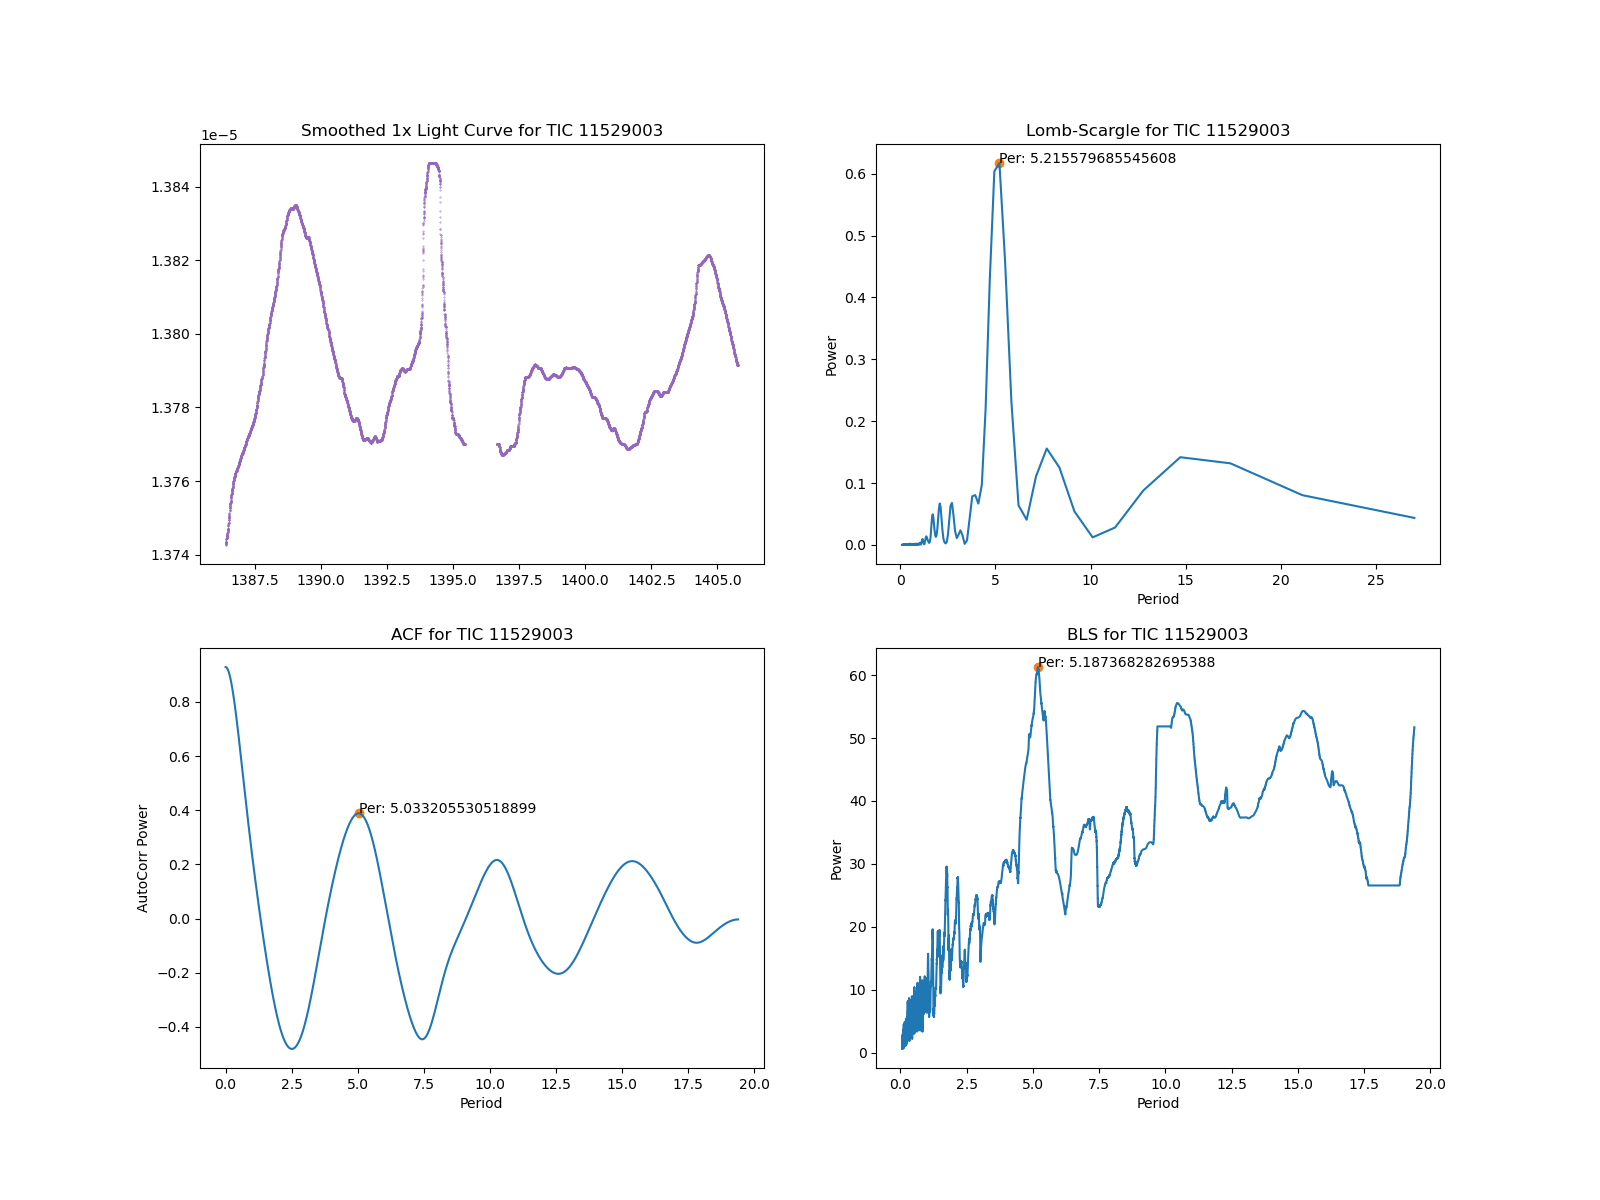 Smoothed 1x Light Curve for TIC 11529003
1e−5
1.384
1.382
1.380
1.378
1.376
1.374
1387.5 1390.0 1392.5 1395.0 1397.5 1400.0 1402.5 1405.0
Lomb-Scargle for TIC 11529003
Per: 5.215579685545608
Power
0.6
0.5
0.4
0.3
0.2
0.1
0.0
0 5 10 15 20 25
Period
ACF for TIC 11529003
Per: 5.033205530518899
AutoCorr Power
0.8
0.6
0.4
0.2
0.0
−0.2
−0.4
0.0 2.5 5.0 7.5 10.0 12.5 15.0 17.5 20.0
Period
BLS for TIC 11529003
Per: 5.187368282695388
Power
60
50
40
30
20
10
0
0.0 2.5 5.0 7.5 10.0 12.5 15.0 17.5 20.0
Period